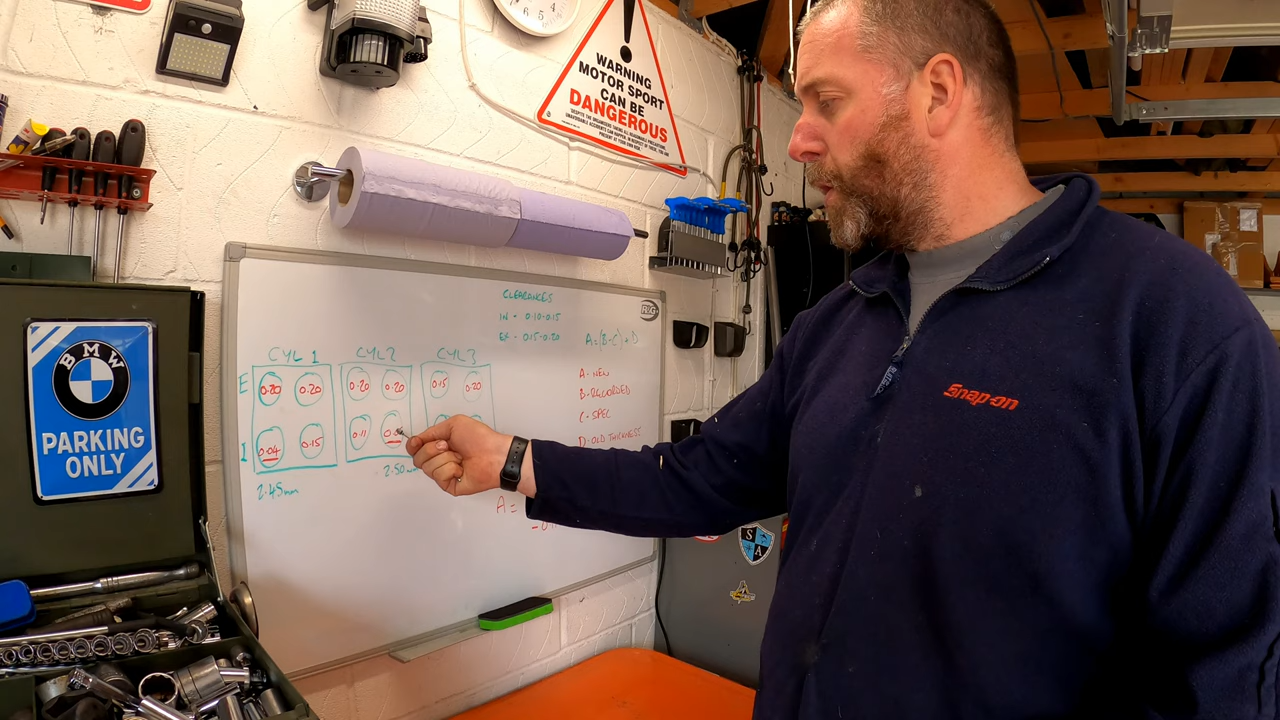 WARNING
MOTOR SPORT
CAN BE
DANGEROUS
CLEARANCES
IN - 0.10-0.15
EX - 0.15-0.20
R&G
A=(B-C)+D
A - NEW
B - RECORDED
C - SPEC
D - OLD THICKNESS
CYL 1 CYL 2 CYL 3
E 0.20 0.20 0.20 0.20 0.15 0.20
I 0.04 0.15 0.11
2.45mm
2.50
A =
BMW
PARKING
ONLY
Snap-on
S A